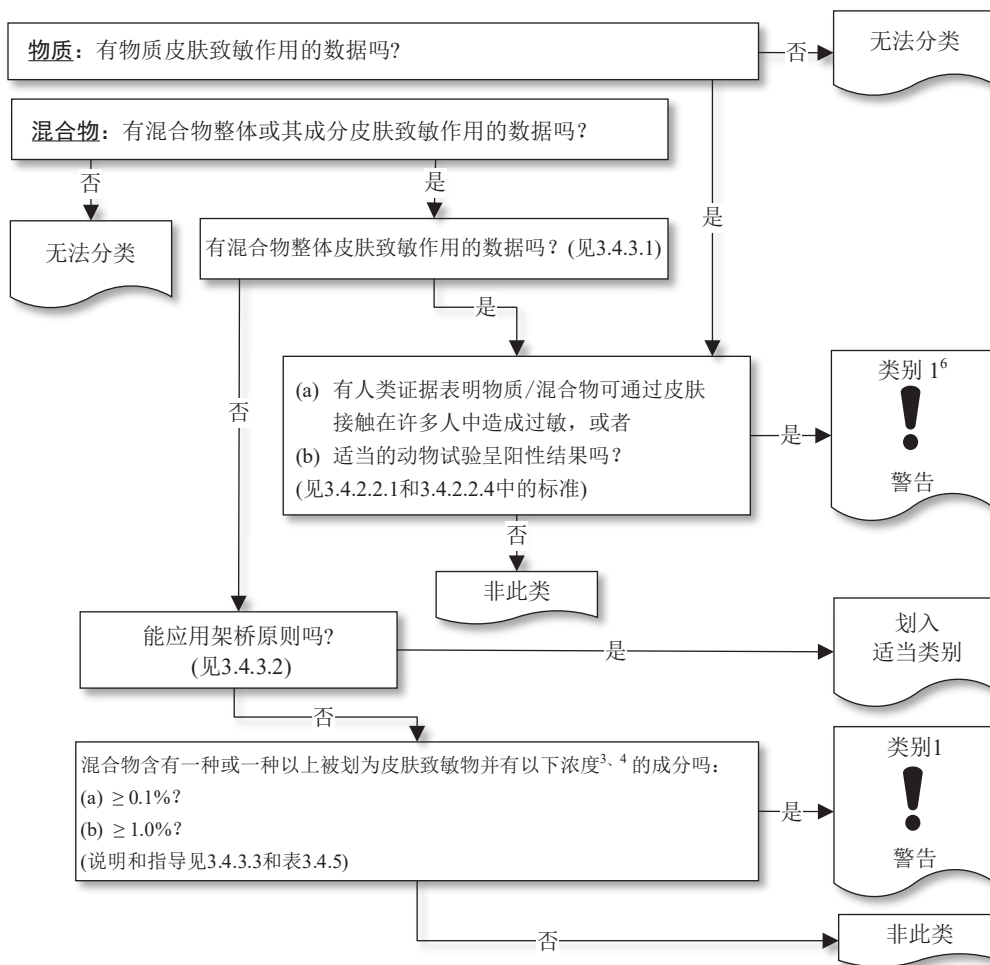 物质：有物质皮肤致敏作用的数据吗?
否
无法分类
混合物：有混合物整体或其成分皮肤致敏作用的数据吗？
否
是
是
无法分类
有混合物整体皮肤致敏作用的数据吗？(见3.4.3.1)
是
否
(a) 有人类证据表明物质/混合物可通过皮肤
接触在许多人中造成过敏，或者
(b) 适当的动物试验呈阳性结果吗？
(见3.4.2.2.1和3.4.2.2.4中的标准)
是
类别 1⁶
警告
否
非此类
能应用架桥原则吗?
(见3.4.3.2)
是
划入
适当类别
否
混合物含有一种或一种以上被划为皮肤致敏物并有以下浓度³、⁴ 的成分吗：
(a) ≥ 0.1%？
(b) ≥ 1.0%？
(说明和指导见3.4.3.3和表3.4.5)
是
类别1
警告
否
非此类